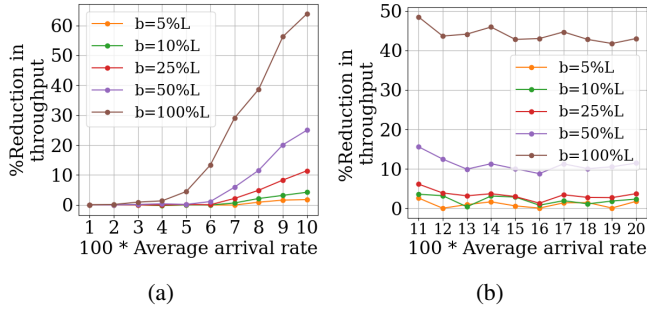 %Reduction in
throughput
60
50
40
30
20
10
0
b=5%L
b=10%L
b=25%L
b=50%L
b=100%L
1 2 3 4 5 6 7 8 9 10
100 * Average arrival rate
(a)
%Reduction in
throughput
50
40
30
20
10
0
b=5%L
b=10%L
b=25%L
b=50%L
b=100%L
11 12 13 14 15 16 17 18 19 20
100 * Average arrival rate
(b)